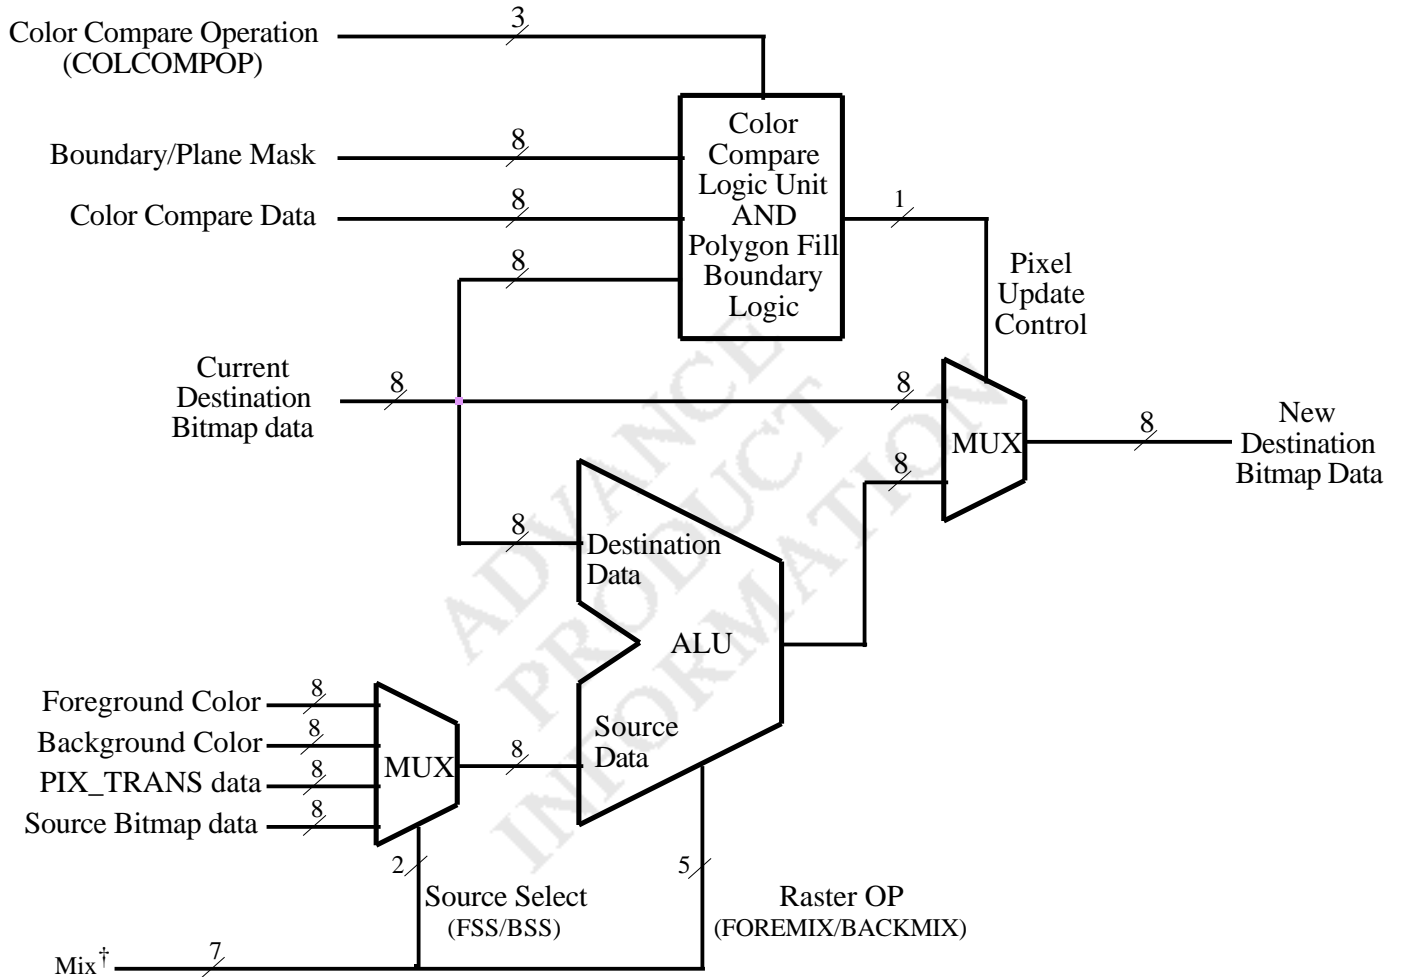 3
Color Compare Operation
(COLCOMPOP)
8
Boundary/Plane Mask
8
Color Compare Data
8
Color
Compare
Logic Unit
AND
Polygon Fill
Boundary
Logic
1
Pixel
Update
Control
Current
Destination
Bitmap data
8
8
8
MUX
8
New
Destination
Bitmap Data
8
Destination
Data
ALU
Source
Data
Foreground Color
8
Background Color
8
PIX_TRANS data
8
Source Bitmap data
8
MUX
8
2
Source Select
(FSS/BSS)
5
Raster OP
(FOREMIX/BACKMIX)
Mix†
7
ADVANCE
PRODUCT
INFORMATION